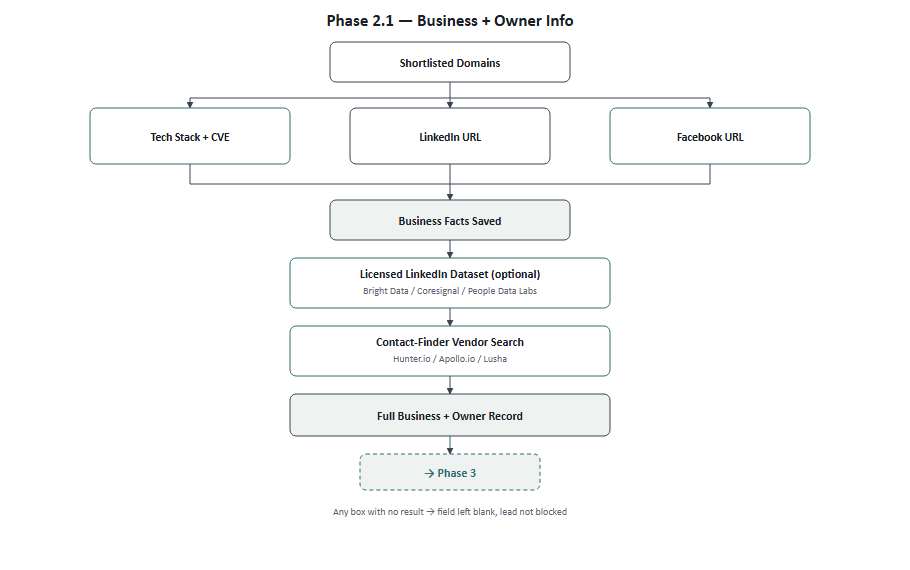 Phase 2.1 — Business + Owner Info
Shortlisted Domains
Tech Stack + CVE
LinkedIn URL
Facebook URL
Business Facts Saved
Licensed LinkedIn Dataset (optional)
Bright Data / Coresignal / People Data Labs
Contact-Finder Vendor Search
Hunter.io / Apollo.io / Lusha
Full Business + Owner Record
→ Phase 3
Any box with no result → field left blank, lead not blocked